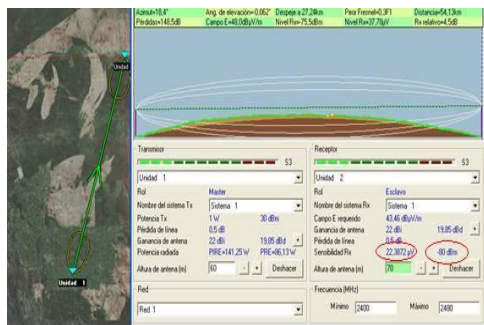 Azimut=18,4° Ang. de elevación=0,062° Despeje a 27,24km Peor Fresnel=0,3F1 Distancia=54,13km
Pérdidas=148,5dB Campo E=48,0dBµV/m Nivel Rx=-75,5dBm Nivel Rx=37,78µV Rx relativo=4,5dB
Unidad
Unidad 1
Transmisor
S3
Unidad 1
Rol Master
Nombre del sistema Tx Sistema 1
Potencia Tx 1 W 30 dBm
Pérdida de línea 0,5 dB
Ganancia de antena 22 dBi 19,85 dBd +
Potencia radiada PIRE=141,25 W PRE=86,13 W
Altura de antena (m) 60 - + Deshacer
Receptor
S3
Unidad 2
Rol Esclavo
Nombre del sistema Rx Sistema 1
Campo E requerido 43,46 dBµV/m
Ganancia de antena 22 dBi 19,85 dBd +
Pérdida de línea 0,5 dB
Sensibilidad Rx 22,3872 µV -80 dBm
Altura de antena (m) 70 - + Deshacer
Red
Red 1
Frecuencia (MHz)
Mínimo 2400 Máximo 2480